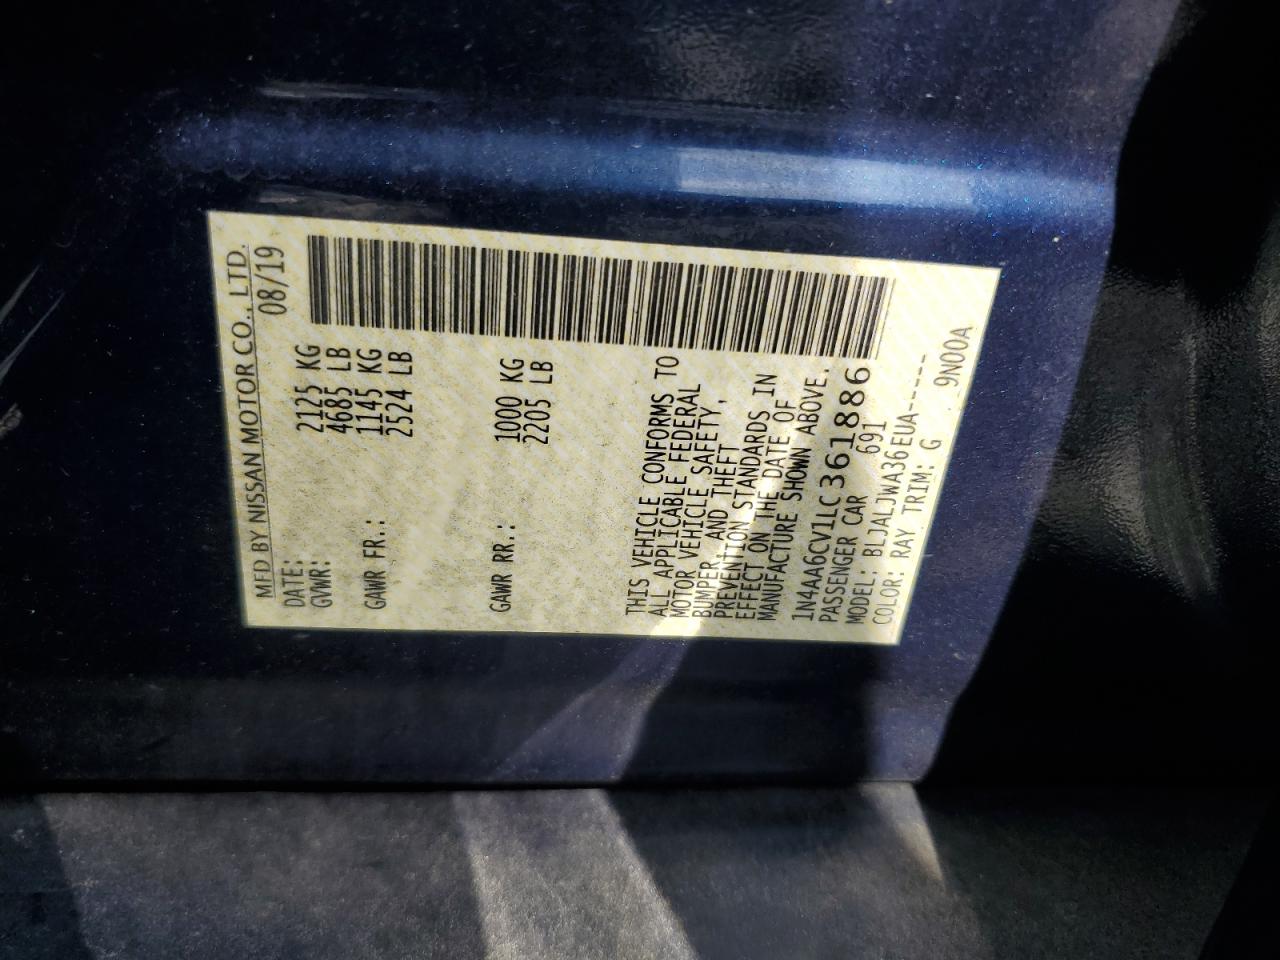 MFD BY NISSAN MOTOR CO., LTD.
DATE: 08/19
GVWR: 2125 KG
4685 LB
GAWR FR.: 1145 KG
2524 LB
GAWR RR.: 1000 KG
2205 LB
THIS VEHICLE CONFORMS TO
ALL APPLICABLE FEDERAL
MOTOR VEHICLE SAFETY,
BUMPER AND THEFT
PREVENTION STANDARDS IN
EFFECT ON THE DATE OF
MANUFACTURE SHOWN ABOVE.
1N4AA6CV1LC361886
PASSENGER CAR 691
MODEL: BLJALJWA36EUA-----
COLOR: RAY TRIM: G 9N00A